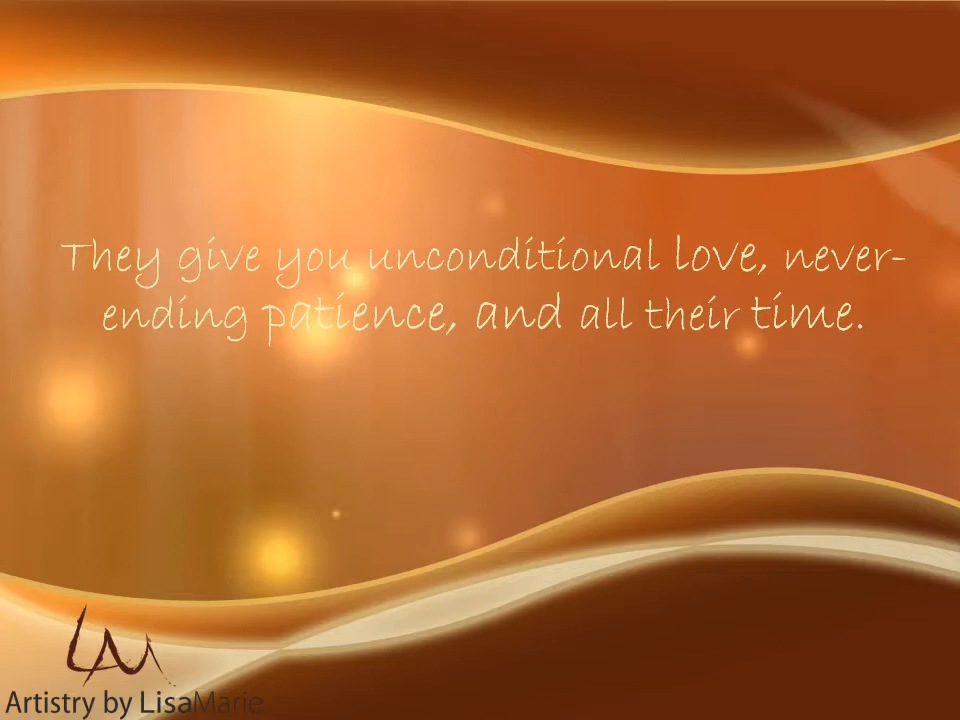 They give you unconditional love, never-
ending patience, and all their time.
Artistry by LisaMarie